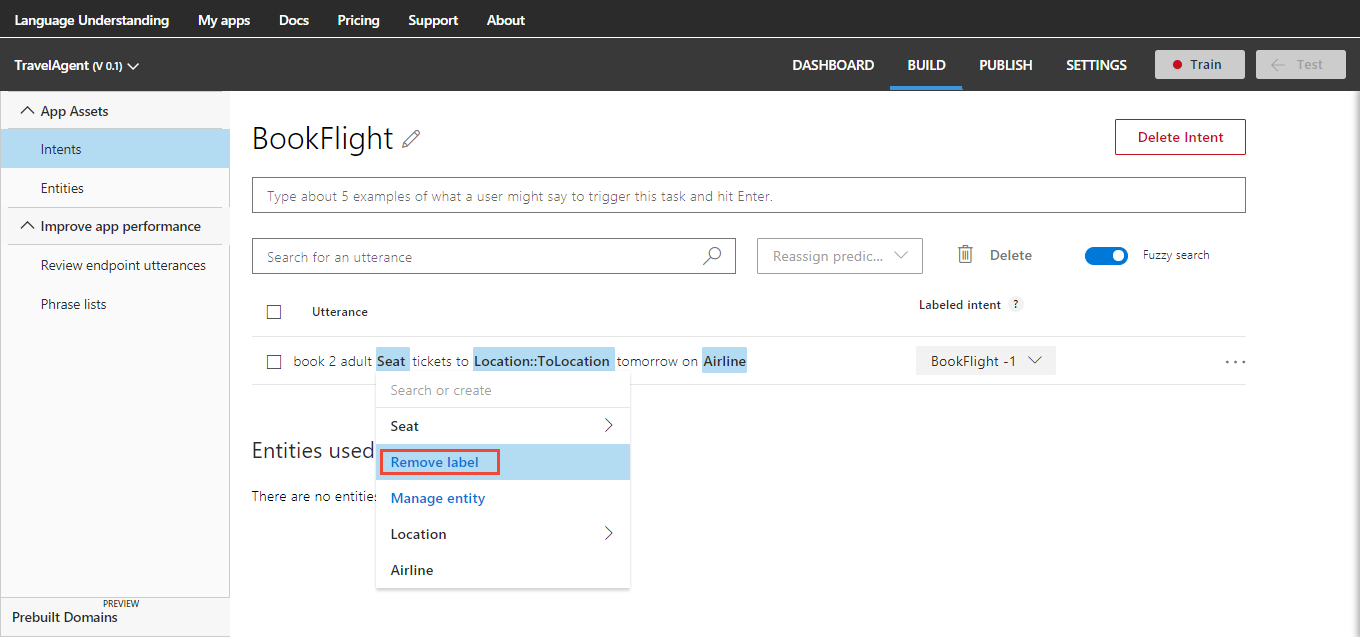 Language Understanding My apps Docs Pricing Support About
TravelAgent (V 0.1) DASHBOARD BUILD PUBLISH SETTINGS Train Test
App Assets
Intents
Entities
Improve app performance
Review endpoint utterances
Phrase lists
PREVIEW
Prebuilt Domains
BookFlight Delete Intent
Type about 5 examples of what a user might say to trigger this task and hit Enter.
Search for an utterance Reassign predic... Delete Fuzzy search
Utterance Labeled intent ?
book 2 adult Seat tickets to Location::ToLocation tomorrow on Airline BookFlight -1 ...
Search or create
Seat
Remove label
Manage entity
Location
Airline
Entities used
There are no entities